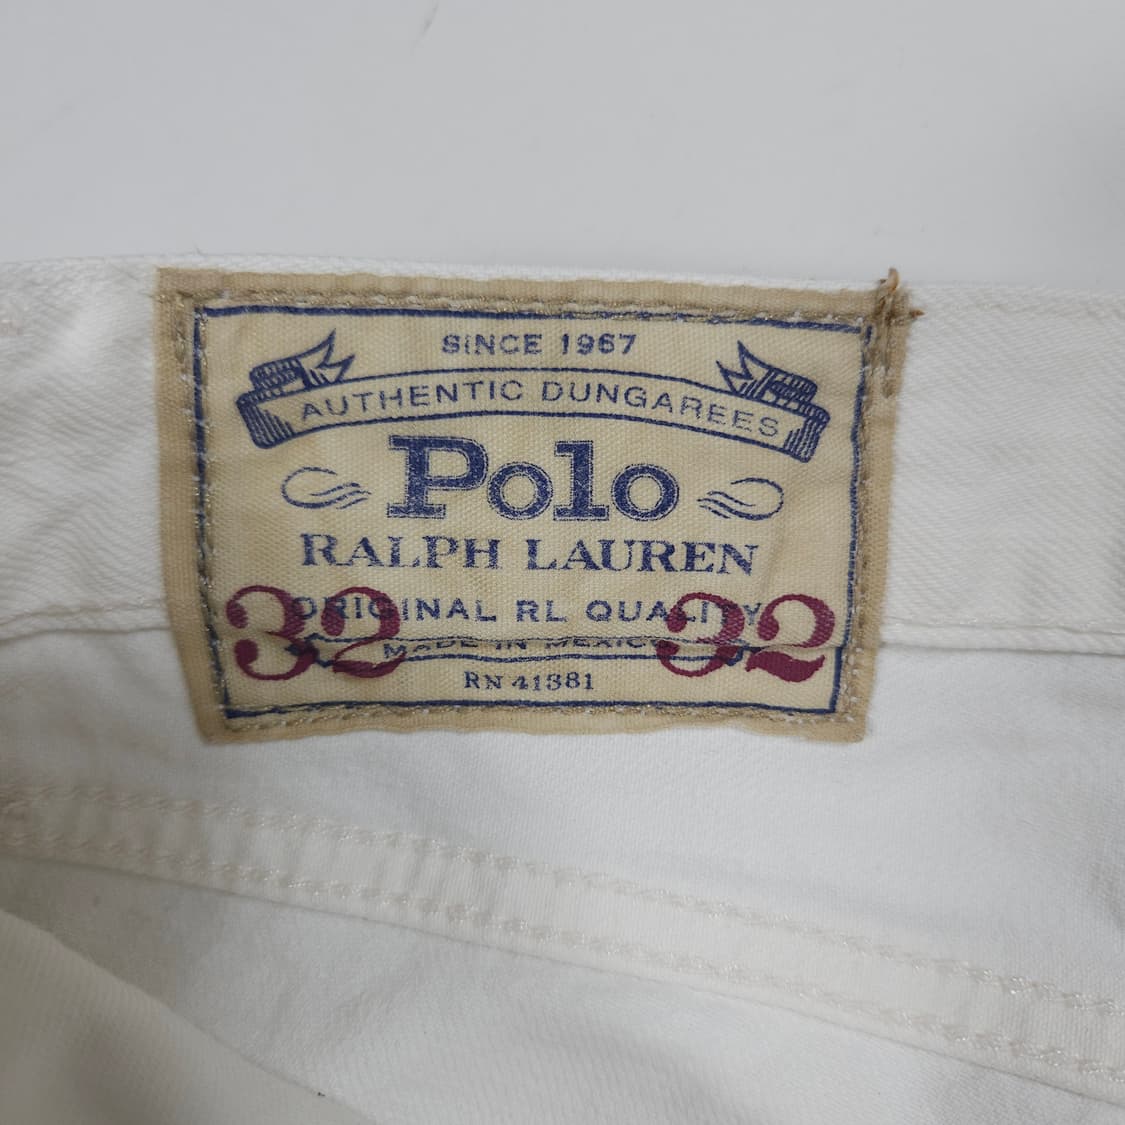 SINCE 1967
AUTHENTIC DUNGAREES
Polo
RALPH LAUREN
ORIGINAL RL QUALITY
32 32
MADE IN MEXICO
RN 41381